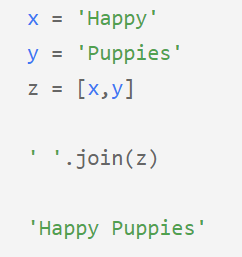 x = 'Happy'
y = 'Puppies'
z = [x,y]
' '.join(z)
'Happy Puppies'